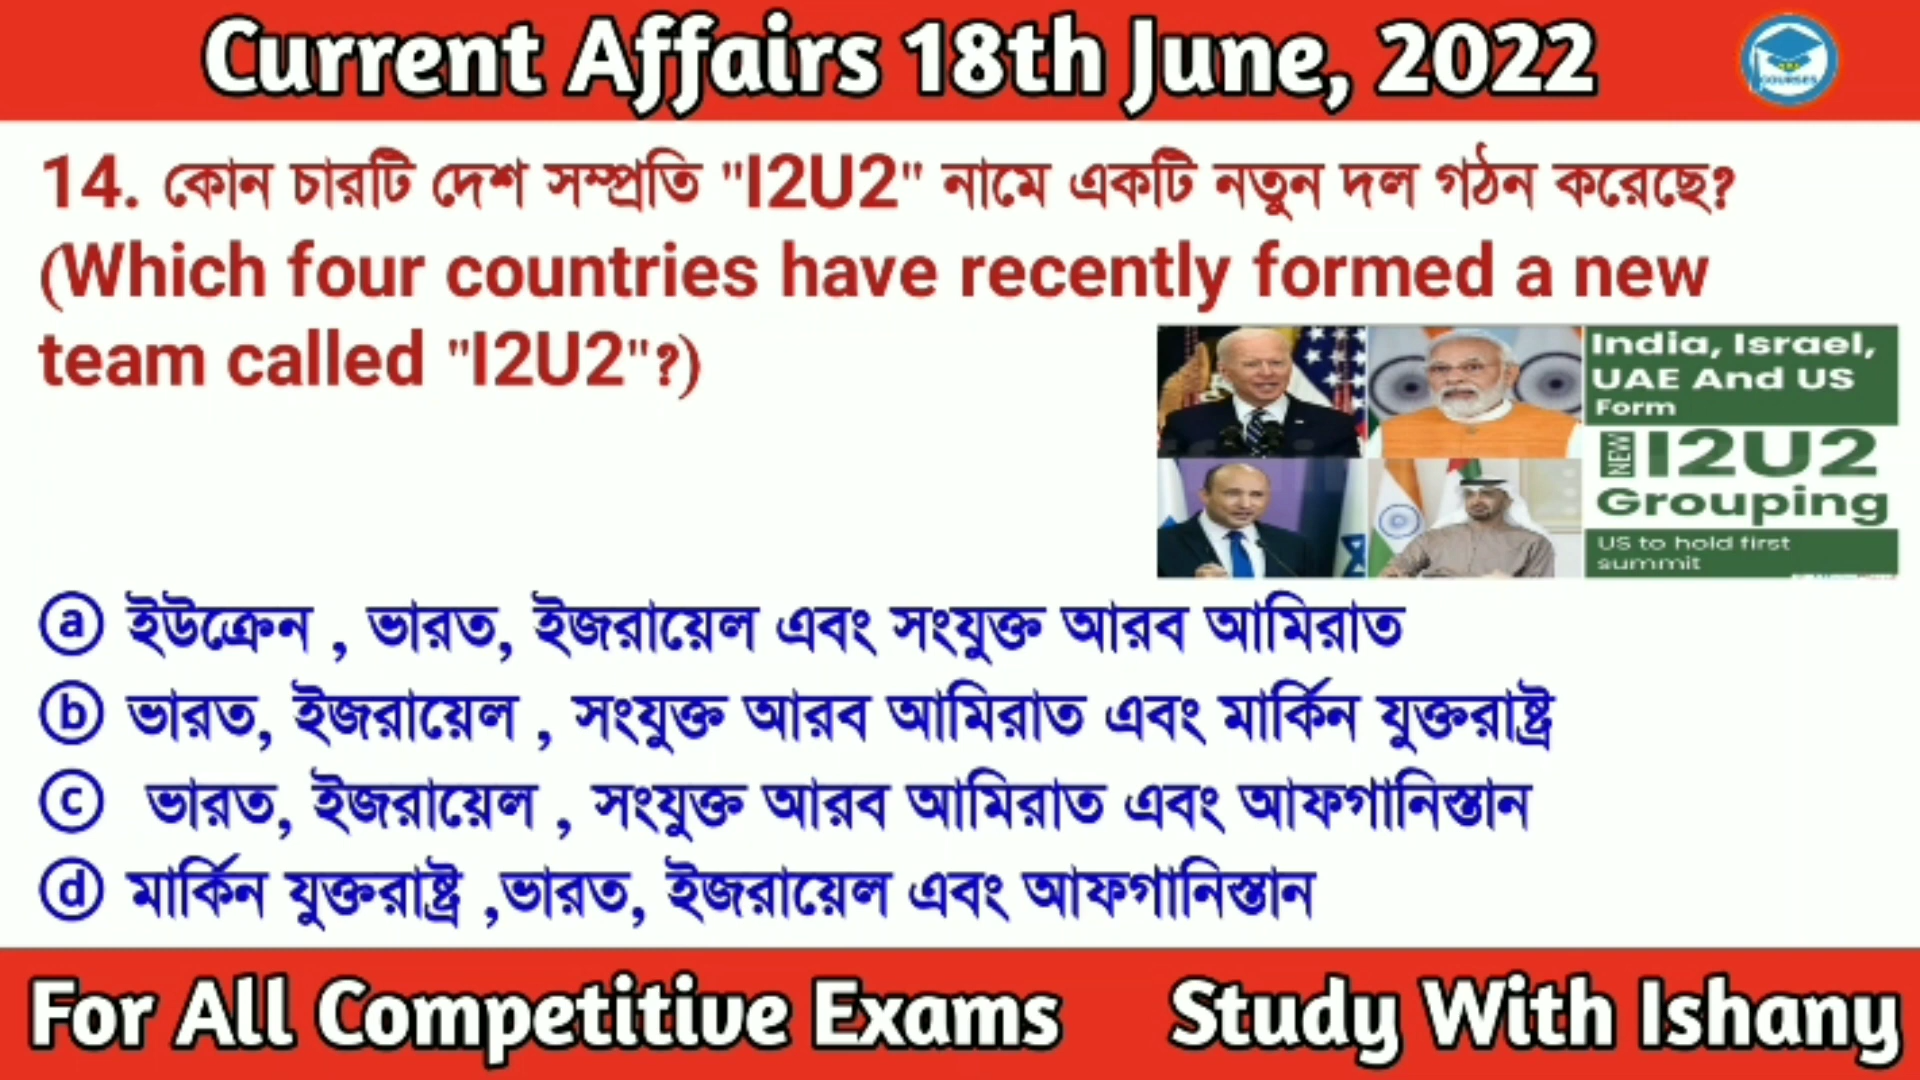 Current Affairs 18th June, 2022
COURSES
14. কোন চারটি দেশ সম্প্রতি "I2U2" নামে একটি নতুন দল গঠন করেছে?
(Which four countries have recently formed a new
team called "I2U2"?)
India, Israel,
UAE And US
Form
NEW I2U2
Grouping
US to hold first
summit
ⓐ ইউক্রেন , ভারত, ইজরায়েল এবং সংযুক্ত আরব আমিরাত
ⓑ ভারত, ইজরায়েল , সংযুক্ত আরব আমিরাত এবং মার্কিন যুক্তরাষ্ট্র
ⓒ ভারত, ইজরায়েল , সংযুক্ত আরব আমিরাত এবং আফগানিস্তান
ⓓ মার্কিন যুক্তরাষ্ট্র ,ভারত, ইজরায়েল এবং আফগানিস্তান
For All Competitive Exams Study With Ishany